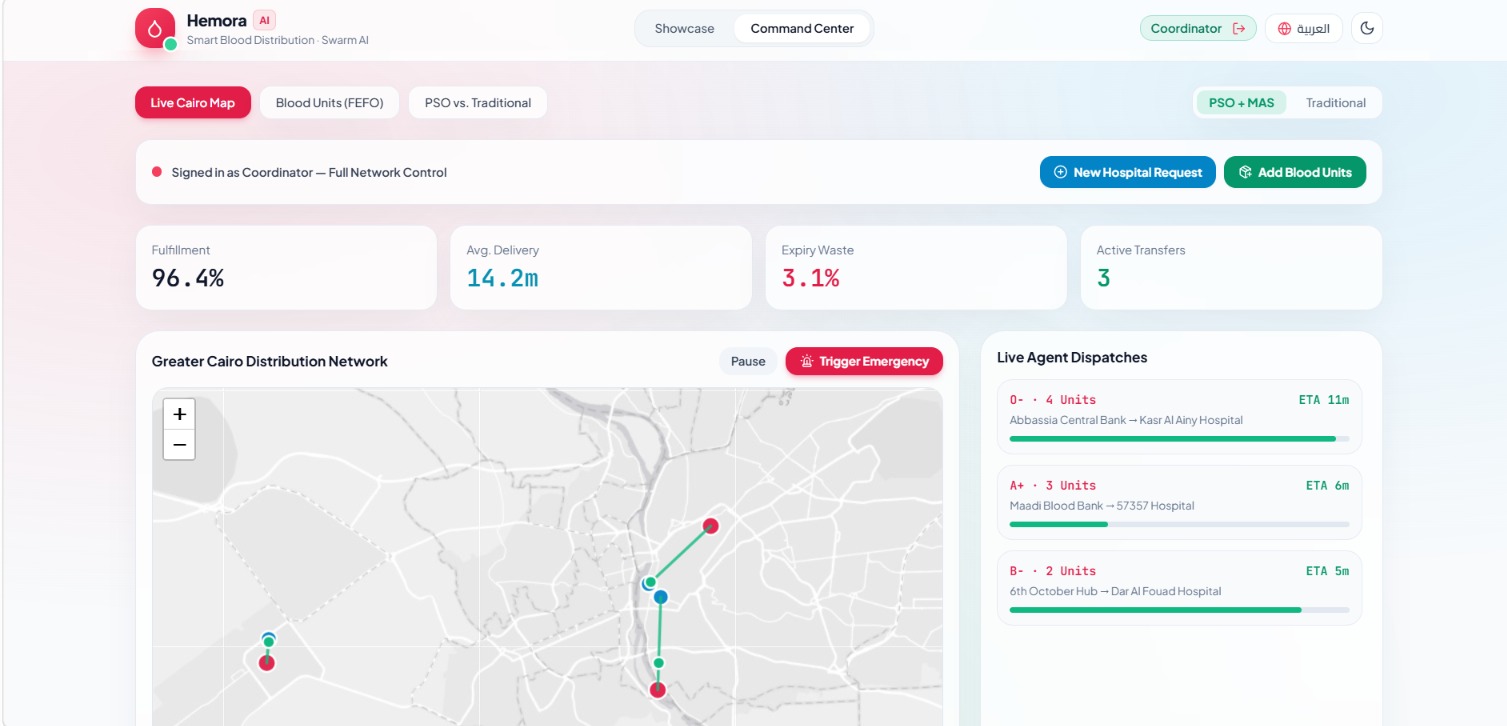 Hemora AI
Smart Blood Distribution · Swarm AI
Showcase
Command Center
Coordinator
العربية
Live Cairo Map
Blood Units (FEFO)
PSO vs. Traditional
PSO + MAS
Traditional
Signed in as Coordinator — Full Network Control
New Hospital Request
Add Blood Units
Fulfillment
96.4%
Avg. Delivery
14.2m
Expiry Waste
3.1%
Active Transfers
3
Greater Cairo Distribution Network
Pause
Trigger Emergency
+
−
Live Agent Dispatches
O- · 4 Units
ETA 11m
Abbassia Central Bank → Kasr Al Ainy Hospital
A+ · 3 Units
ETA 6m
Maadi Blood Bank → 57357 Hospital
B- · 2 Units
ETA 5m
6th October Hub → Dar Al Fouad Hospital